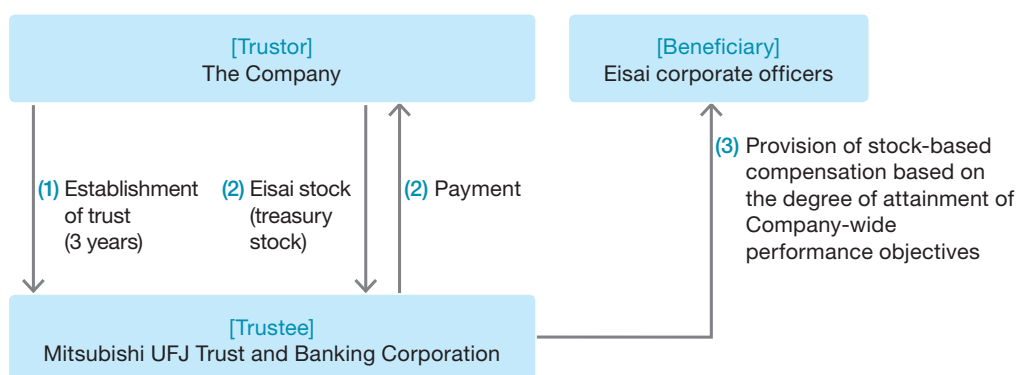 [Trustor]
The Company
[Beneficiary]
Eisai corporate officers
(1) Establishment
of trust
(3 years)
(2) Eisai stock
(treasury
stock)
(2) Payment
(3) Provision of stock-based
compensation based on
the degree of attainment of
Company-wide
performance objectives
[Trustee]
Mitsubishi UFJ Trust and Banking Corporation